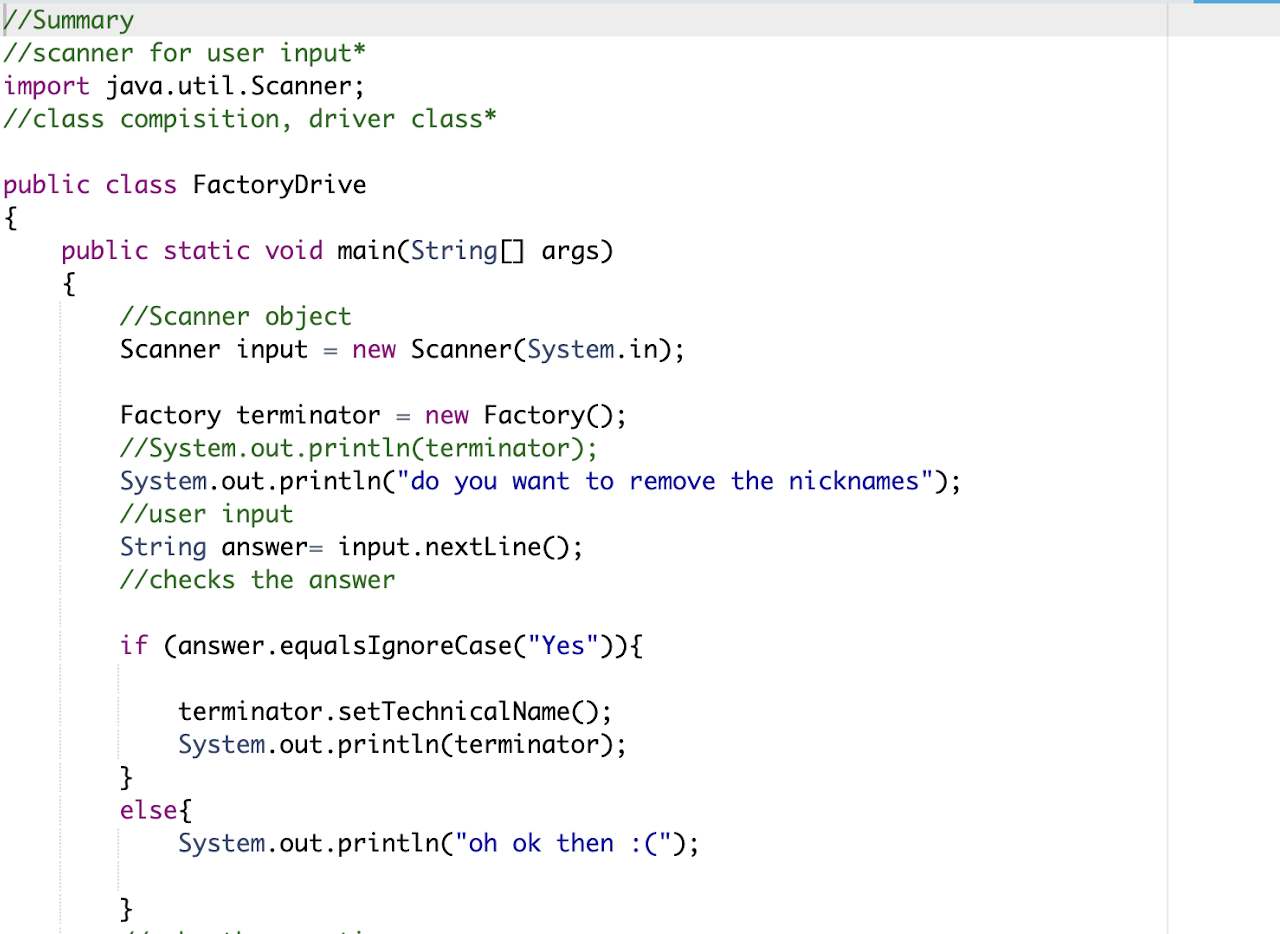 //Summary
//scanner for user input*
import java.util.Scanner;
//class compisition, driver class*
public class FactoryDrive
{
public static void main(String[] args)
{
//Scanner object
Scanner input = new Scanner(System.in);
Factory terminator = new Factory();
//System.out.println(terminator);
System.out.println("do you want to remove the nicknames");
//user input
String answer= input.nextLine();
//checks the answer
if (answer.equalsIgnoreCase("Yes")){
terminator.setTechnicalName();
System.out.println(terminator);
}
else{
System.out.println("oh ok then :(");
}